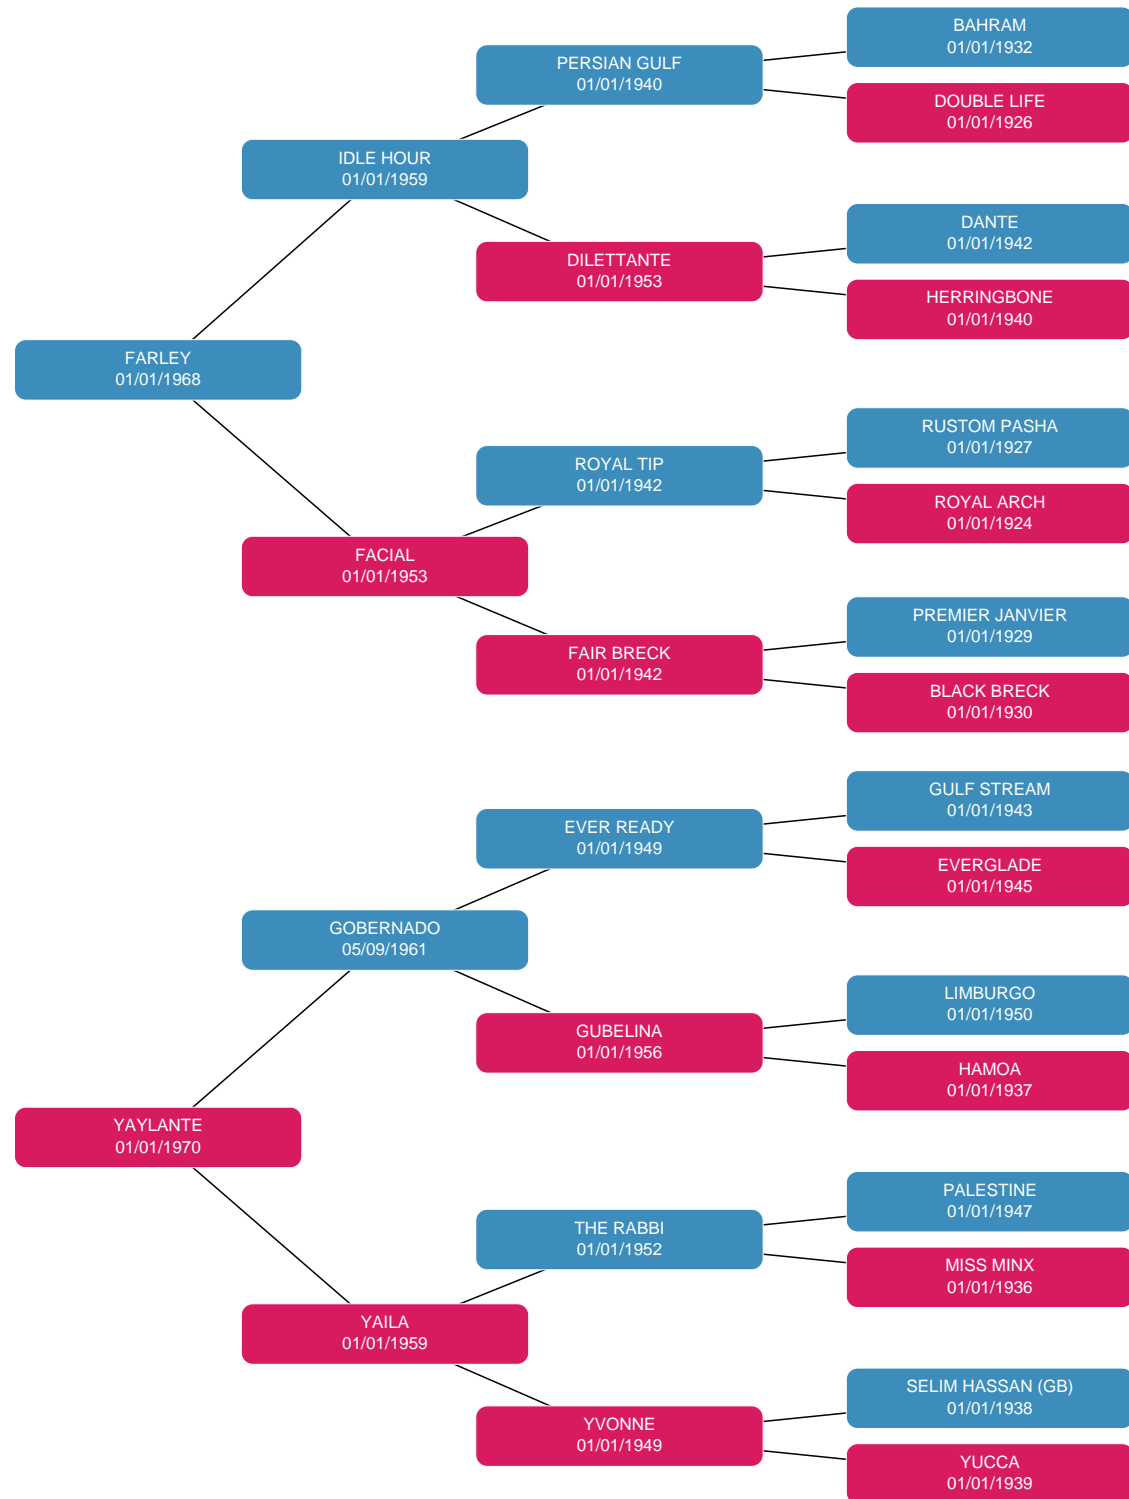 BAHRAM
01/01/1932
PERSIAN GULF
01/01/1940
DOUBLE LIFE
01/01/1926
IDLE HOUR
01/01/1959
DANTE
01/01/1942
DILETTANTE
01/01/1953
HERRINGBONE
01/01/1940
FARLEY
01/01/1968
RUSTOM PASHA
01/01/1927
ROYAL TIP
01/01/1942
ROYAL ARCH
01/01/1924
FACIAL
01/01/1953
PREMIER JANVIER
01/01/1929
FAIR BRECK
01/01/1942
BLACK BRECK
01/01/1930
GULF STREAM
01/01/1943
EVER READY
01/01/1949
EVERGLADE
01/01/1945
GOBERNADO
05/09/1961
LIMBURGO
01/01/1950
GUBELINA
01/01/1956
HAMOA
01/01/1937
YAYLANTE
01/01/1970
PALESTINE
01/01/1947
THE RABBI
01/01/1952
MISS MINX
01/01/1936
YAILA
01/01/1959
SELIM HASSAN (GB)
01/01/1938
YVONNE
01/01/1949
YUCCA
01/01/1939